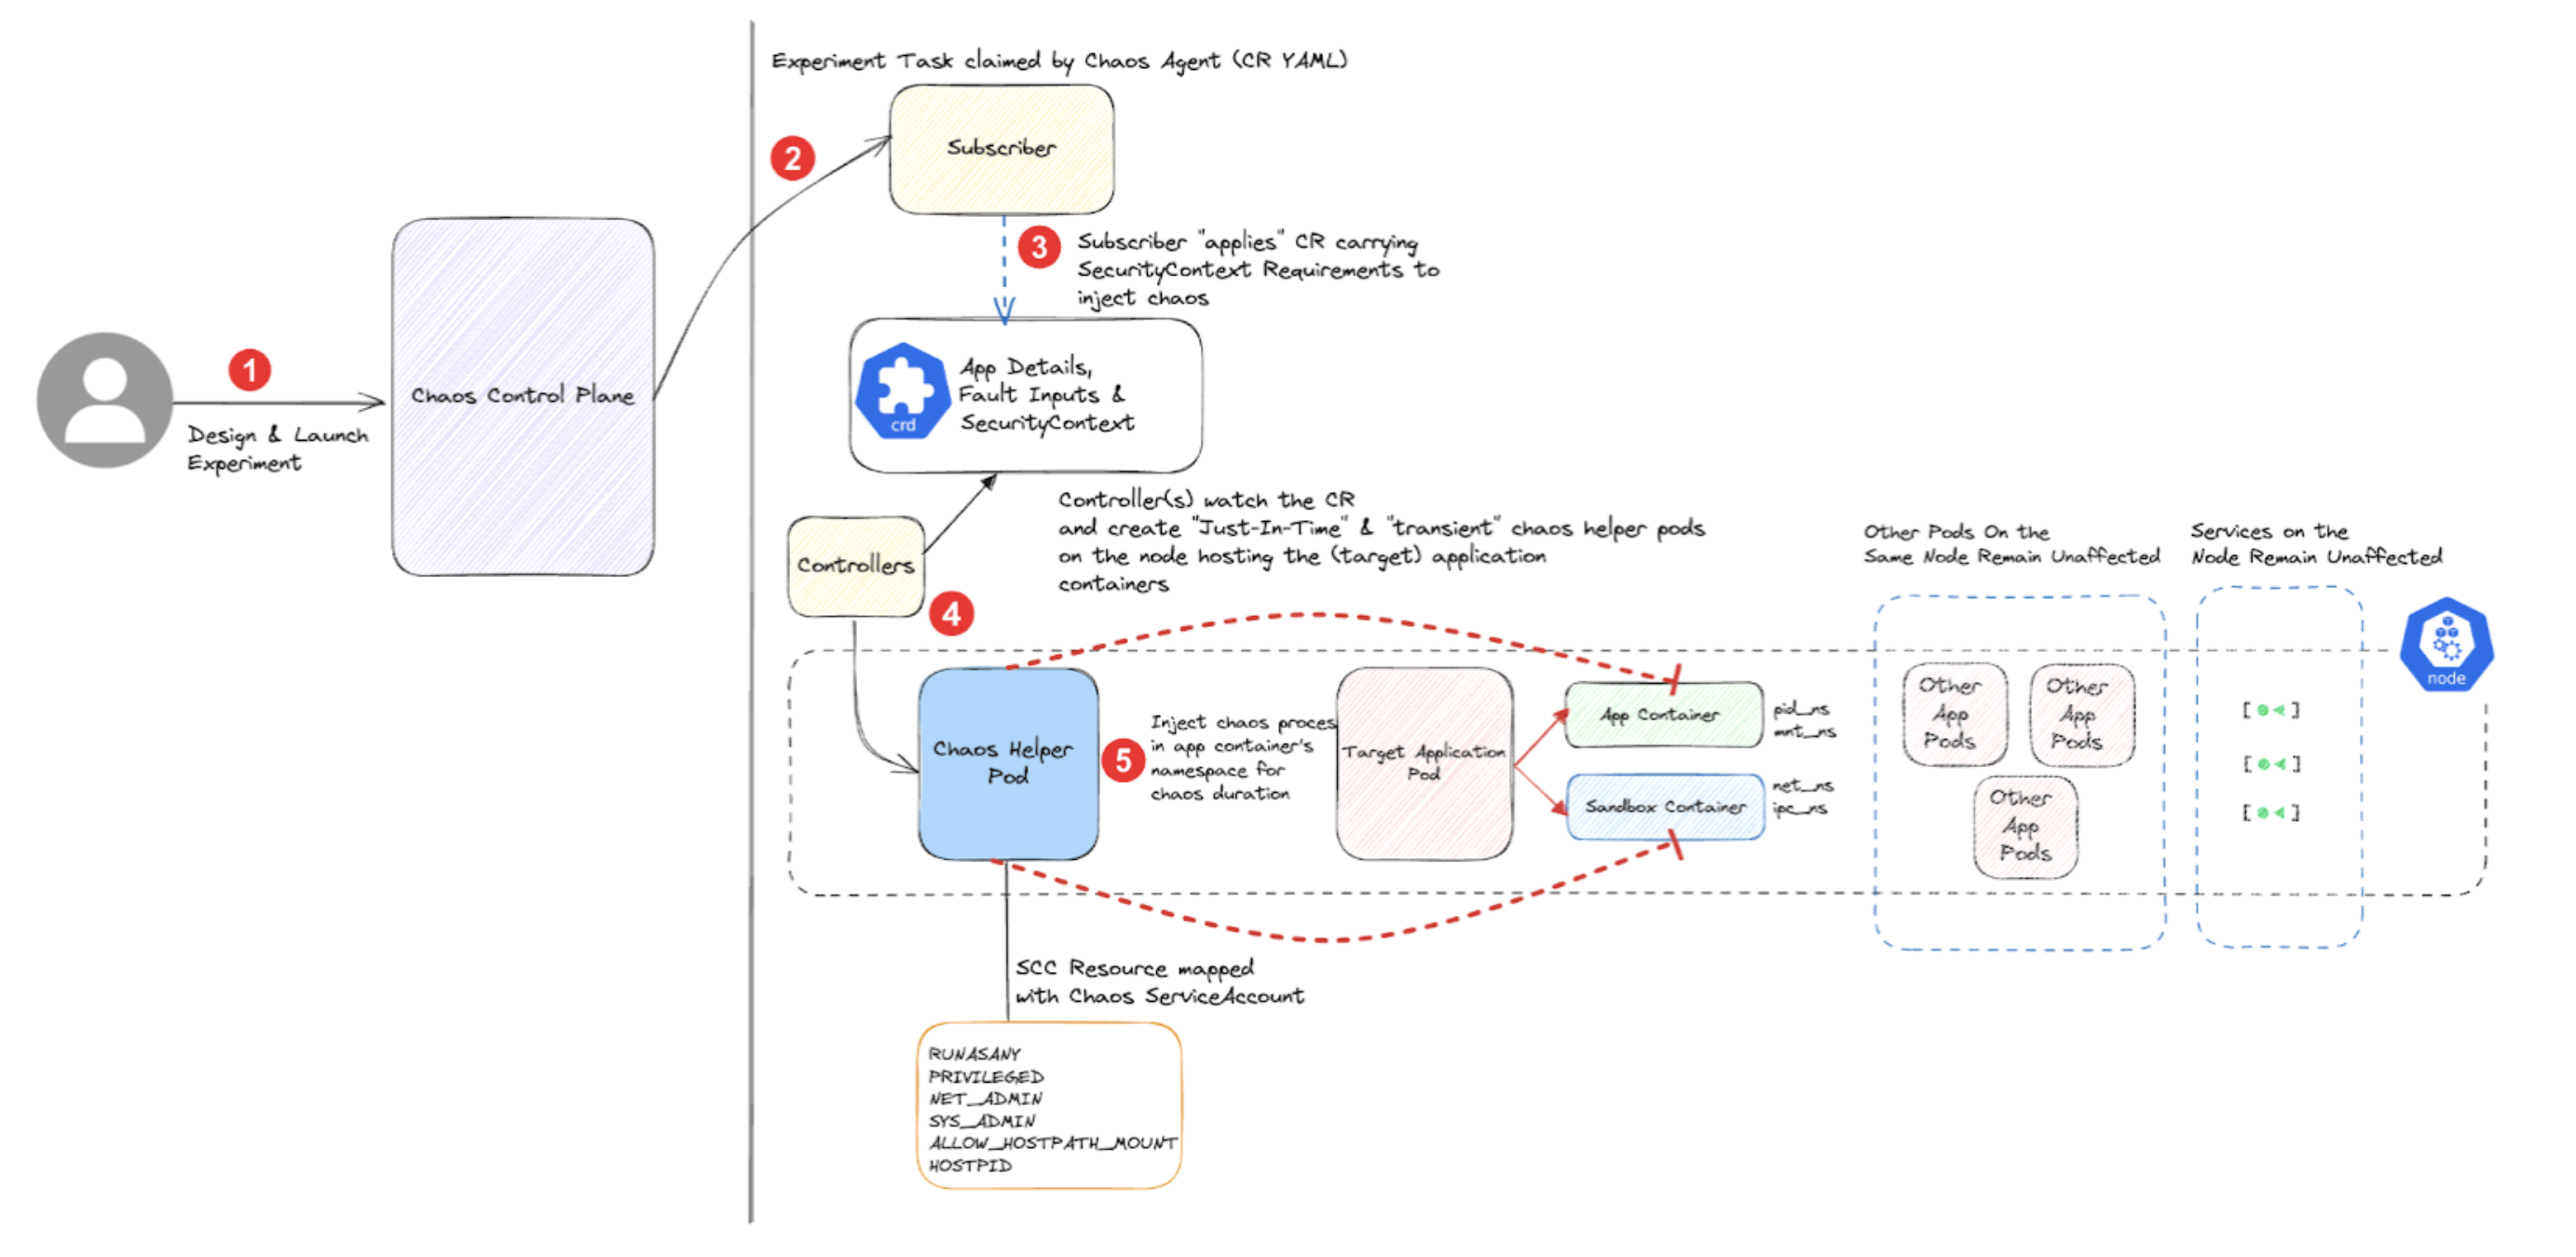 Experiment Task claimed by Chaos Agent (CR YAML)
Subscriber
2
3
Subscriber "applies" CR carrying
SecurityContext Requirements to
inject chaos
1
Design & Launch
Experiment
Chaos Control Plane
crd
App Details,
Fault Inputs &
SecurityContext
Controllers
4
Controller(s) watch the CR
and create "Just-In-Time" & "transient" chaos helper pods
on the node hosting the (target) application
containers
Other Pods On the
Same Node Remain Unaffected
Services on the
Node Remain Unaffected
node
Chaos Helper
Pod
5
Inject chaos proces
in app container's
namespace for
chaos duration
Target Application
Pod
App Container
pid_ns
mnt_ns
Sandbox Container
net_ns
ipc_ns
Other
App
Pods
Other
App
Pods
Other
App
Pods
SCC Resource mapped
with Chaos ServiceAccount
RUNASANY
PRIVILEGED
NET_ADMIN
SYS_ADMIN
ALLOW_HOSTPATH_MOUNT
HOSTPID